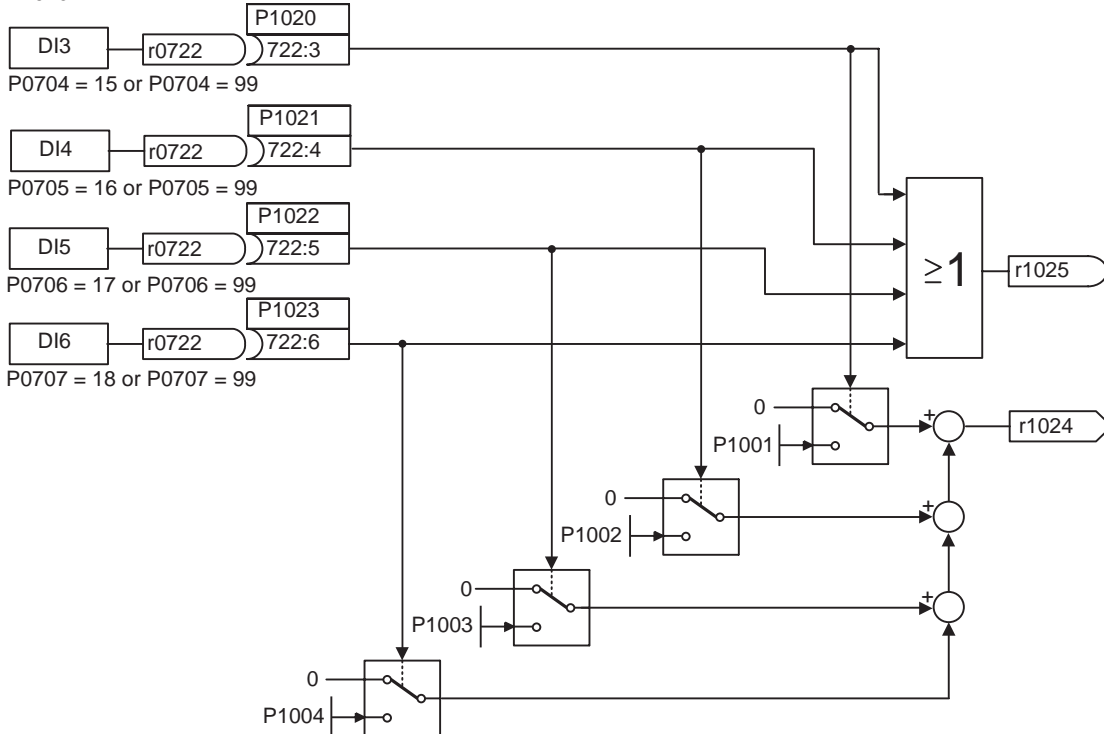 P1020
DI3 r0722 722:3
P0704 = 15 or P0704 = 99
P1021
DI4 r0722 722:4
P0705 = 16 or P0705 = 99
P1022
DI5 r0722 722:5
P0706 = 17 or P0706 = 99
P1023
DI6 r0722 722:6
P0707 = 18 or P0707 = 99
≥1
r1025
0
P1001
+
r1024
0
P1002
+
0
P1003
+
0
P1004